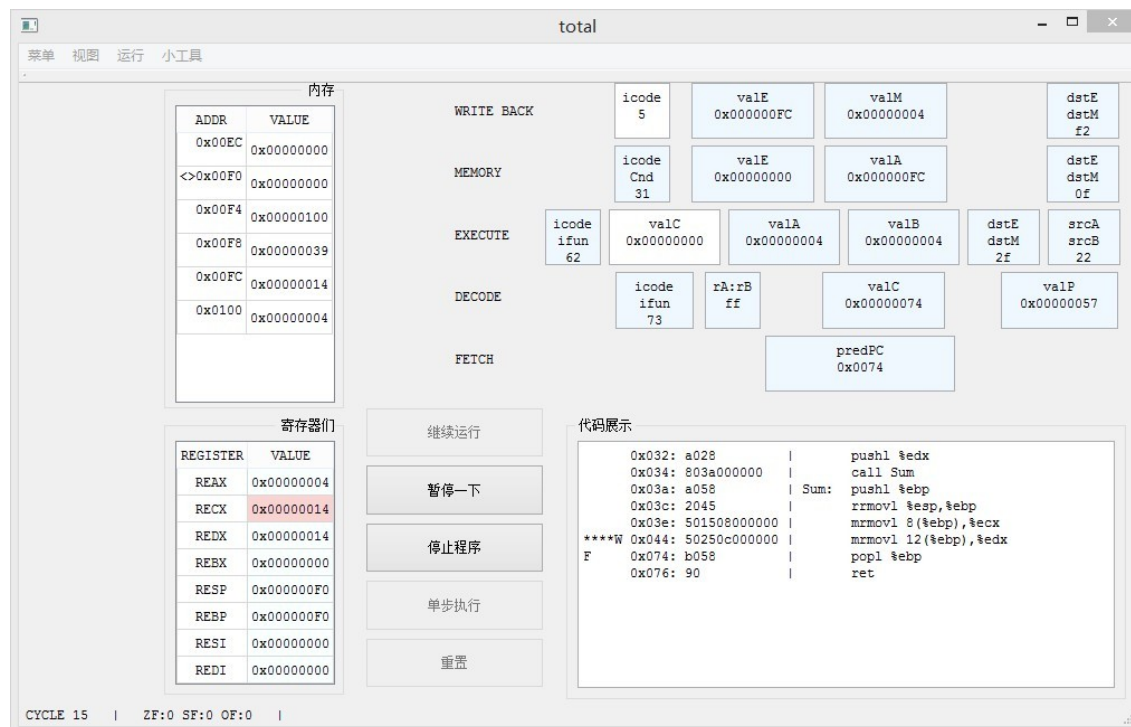 total
菜单 视图 运行 小工具
内存
ADDR VALUE
0x00EC 0x00000000
<>0x00F0 0x00000000
0x00F4 0x00000100
0x00F8 0x00000039
0x00FC 0x00000014
0x0100 0x00000004
WRITE BACK
icode
5
valE
0x000000FC
valM
0x00000004
dstE
dstM
f2
MEMORY
icode
Cnd
31
valE
0x00000000
valA
0x000000FC
dstE
dstM
0f
EXECUTE
icode
ifun
62
valC
0x00000000
valA
0x00000004
valB
0x00000004
dstE
dstM
2f
srcA
srcB
22
DECODE
icode
ifun
73
rA:rB
ff
valC
0x00000074
valP
0x00000057
FETCH
predPC
0x0074
寄存器们
REGISTER VALUE
REAX 0x00000004
RECX 0x00000014
REDX 0x00000014
REBX 0x00000000
RESP 0x000000F0
REBP 0x000000F0
RESI 0x00000000
REDI 0x00000000
继续运行
暂停一下
停止程序
单步执行
重置
代码展示
0x032: a028 | pushl %edx
0x034: 803a000000 | call Sum
0x03a: a058 | Sum: pushl %ebp
0x03c: 2045 | rrmovl %esp,%ebp
0x03e: 501508000000 | mrmovl 8(%ebp),%ecx
****W 0x044: 50250c000000 | mrmovl 12(%ebp),%edx
F 0x074: b058 | popl %ebp
0x076: 90 | ret
CYCLE 15 | ZF:0 SF:0 OF:0 |